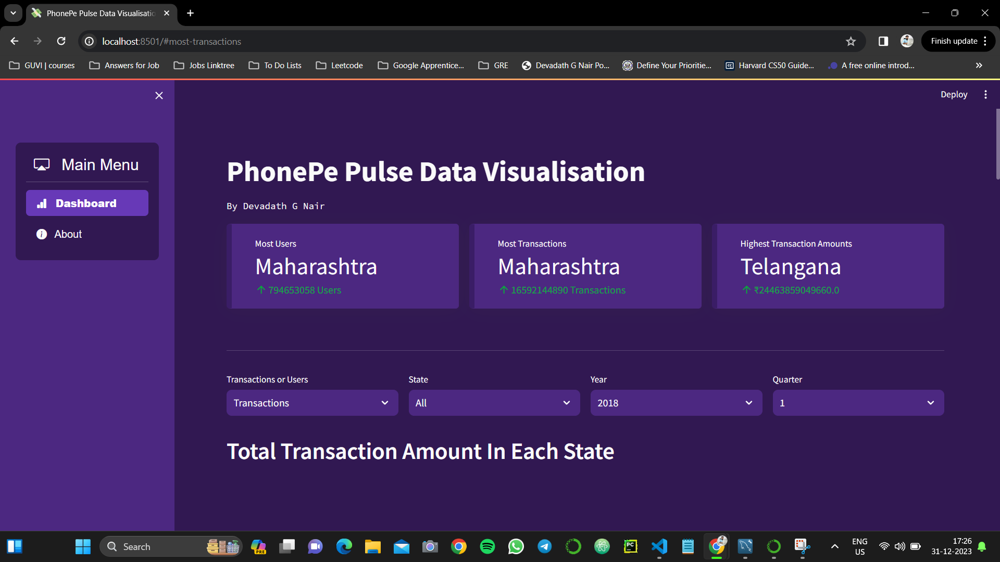 PhonePe Pulse Data Visualisatio
localhost:8501/#most-transactions
Finish update
GUVI | courses
Answers for Job
Jobs Linktree
To Do Lists
Leetcode
Google Apprentice...
GRE
Devadath G Nair Po...
Define Your Prioritie...
CC
Harvard CS50 Guide...
A free online introd...
Deploy
Main Menu
Dashboard
About
PhonePe Pulse Data Visualisation
By Devadath G Nair
Most Users
Maharashtra
↑ 794653058 Users
Most Transactions
Maharashtra
↑ 16592144890 Transactions
Highest Transaction Amounts
Telangana
↑ ₹24463859049660.0
Transactions or Users
Transactions
State
All
Year
2018
Quarter
1
Total Transaction Amount In Each State
Search
PRE
PC
ENG
US
17:26
31-12-2023